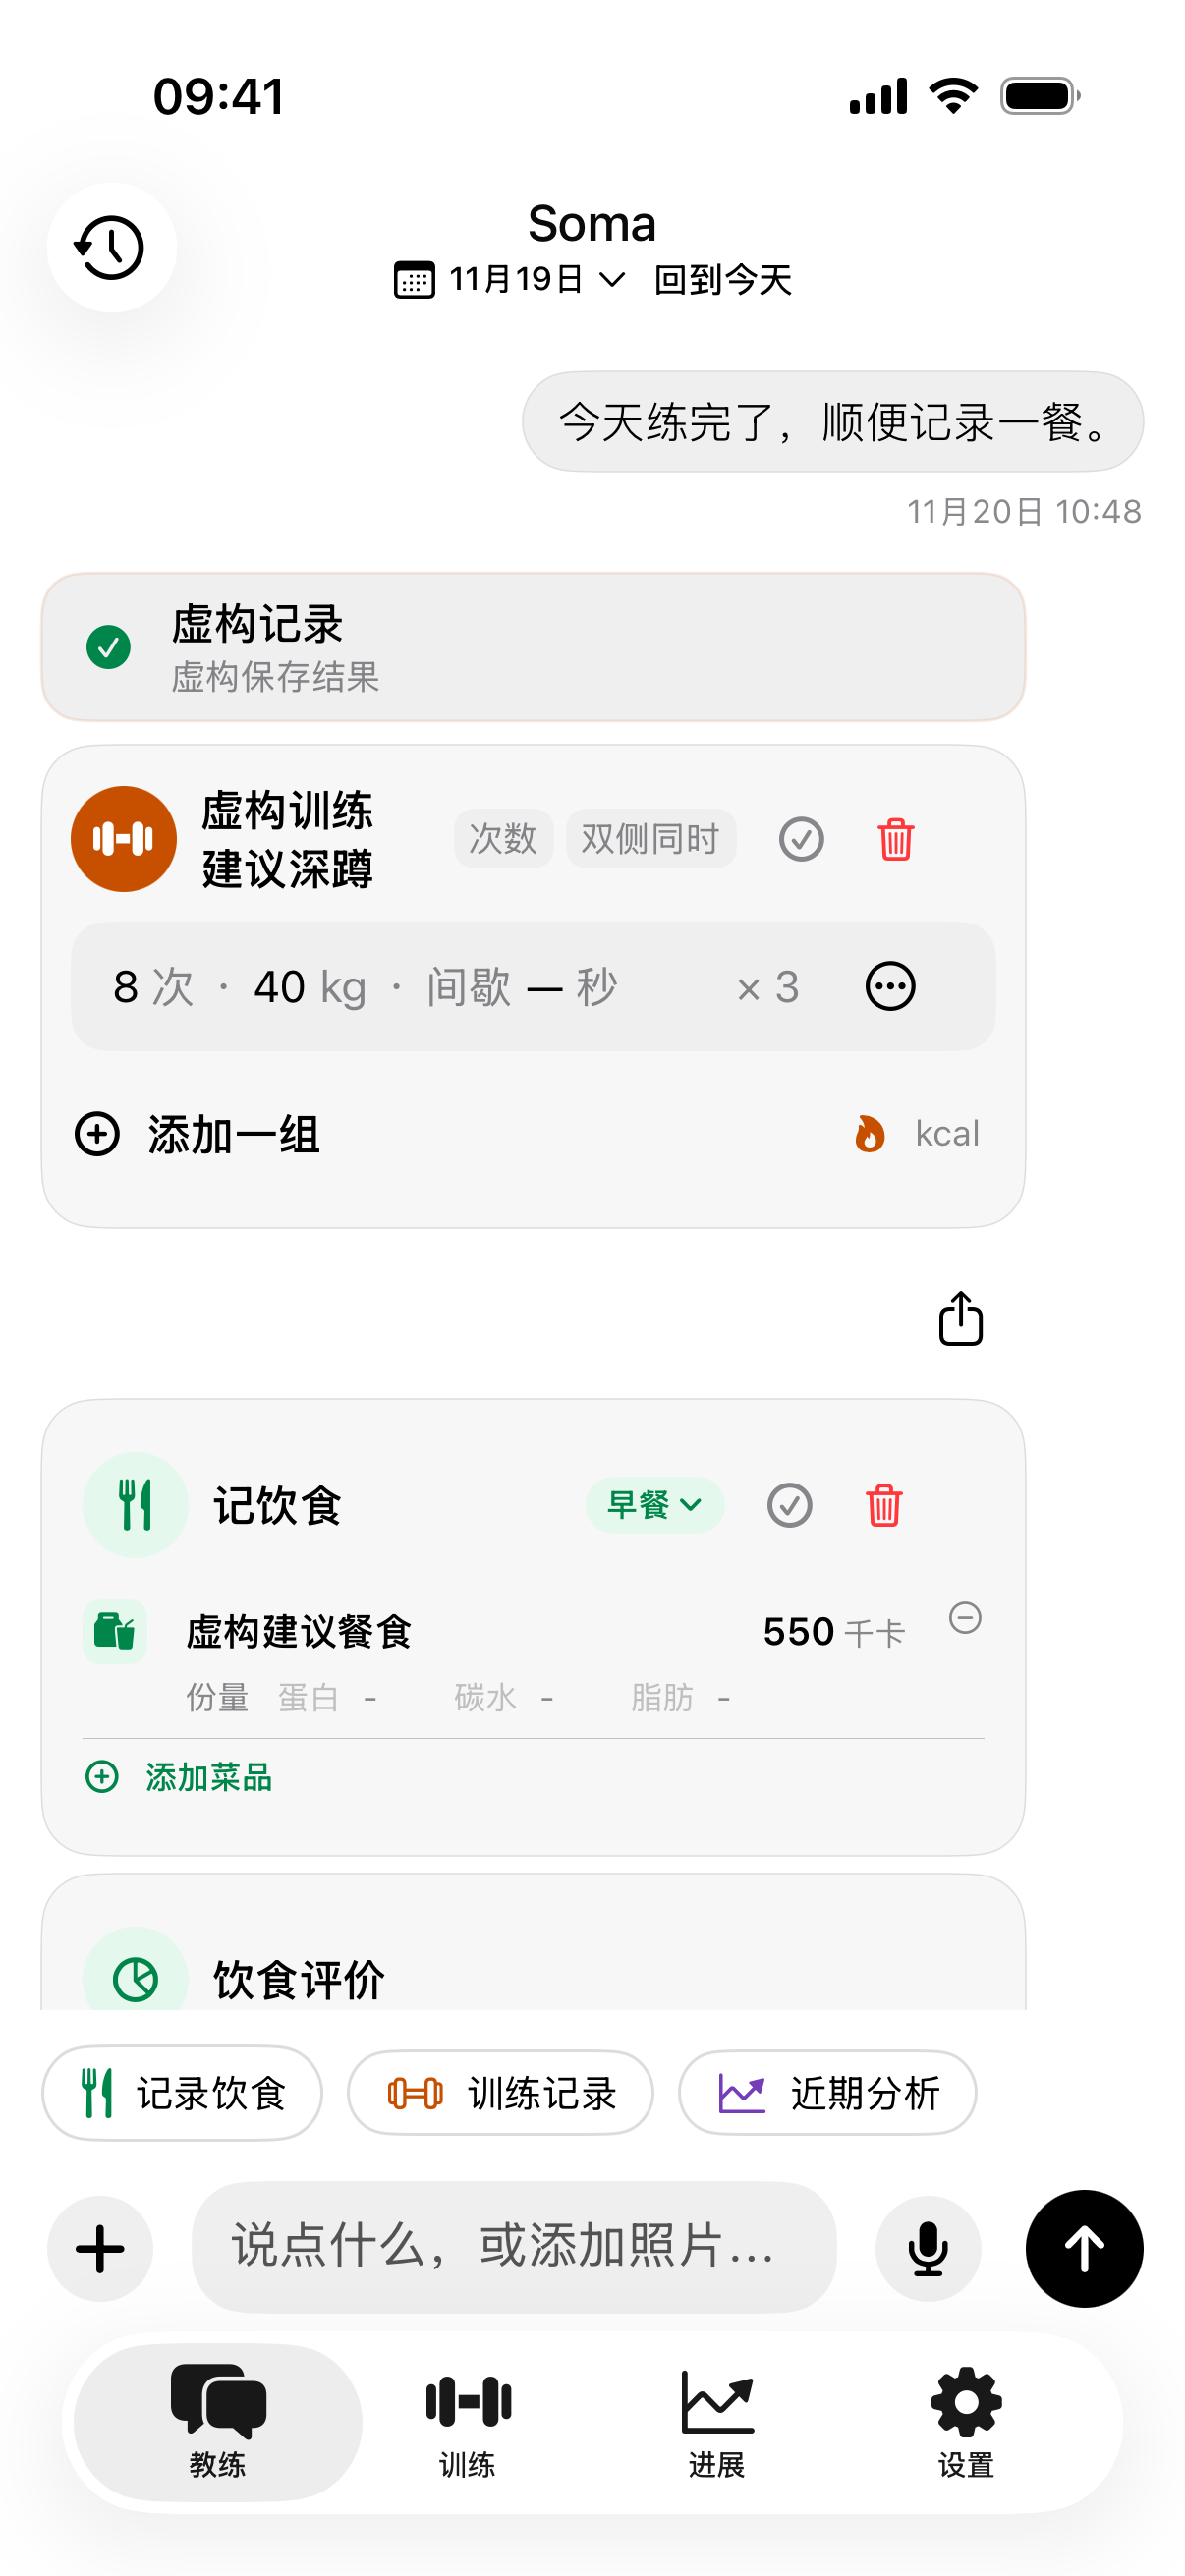 09:41
Soma
11月19日 回到今天
今天练完了，顺便记录一餐。
11月20日 10:48
虚构记录
虚构保存结果
虚构训练
建议深蹲
次数 双侧同时
8 次 · 40 kg · 间歇 — 秒 × 3
添加一组 kcal
记饮食 早餐
虚构建议餐食 550 千卡
份量 蛋白 - 碳水 - 脂肪 -
添加菜品
饮食评价
记录饮食 训练记录 近期分析
说点什么，或添加照片...
教练 训练 进展 设置